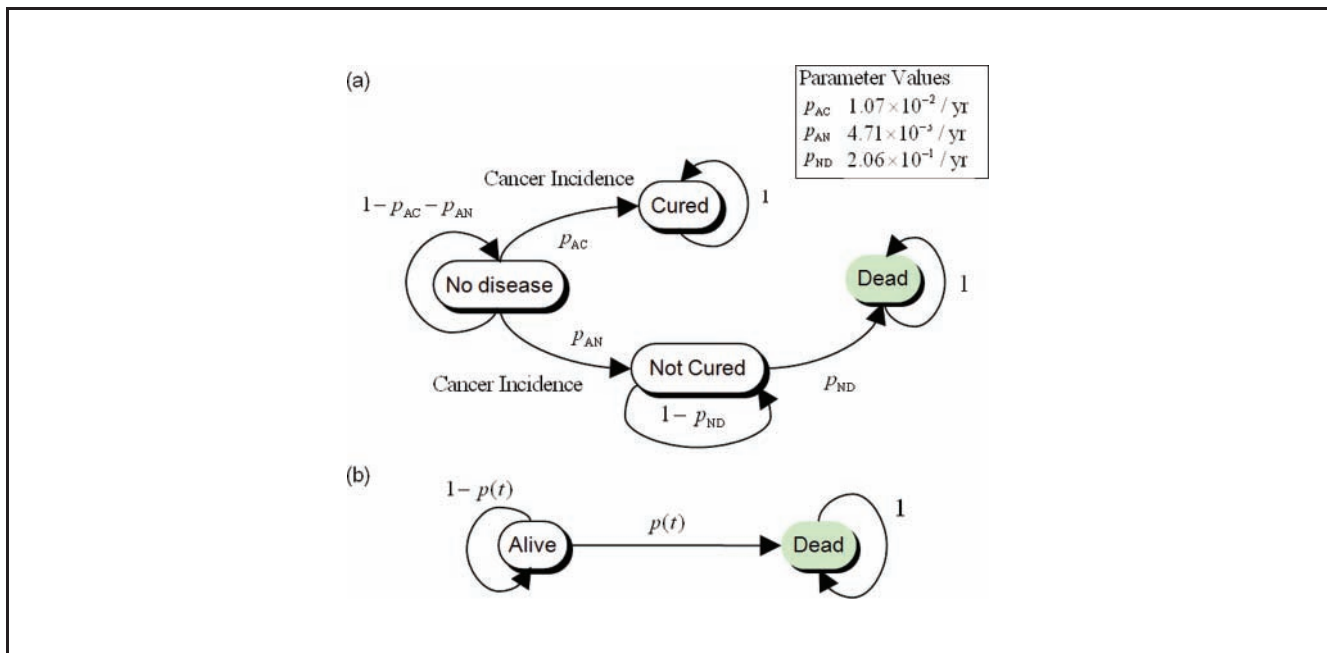 (a)
Parameter Values
p_AC 1.07×10⁻² / yr
p_AN 4.71×10⁻³ / yr
p_ND 2.06×10⁻¹ / yr
Cancer Incidence
Cured
1
1− p_AC − p_AN
p_AC
No disease
Dead
1
p_AN
Not Cured
Cancer Incidence
p_ND
1− p_ND
(b)
1− p(t)
1
p(t)
Alive
Dead